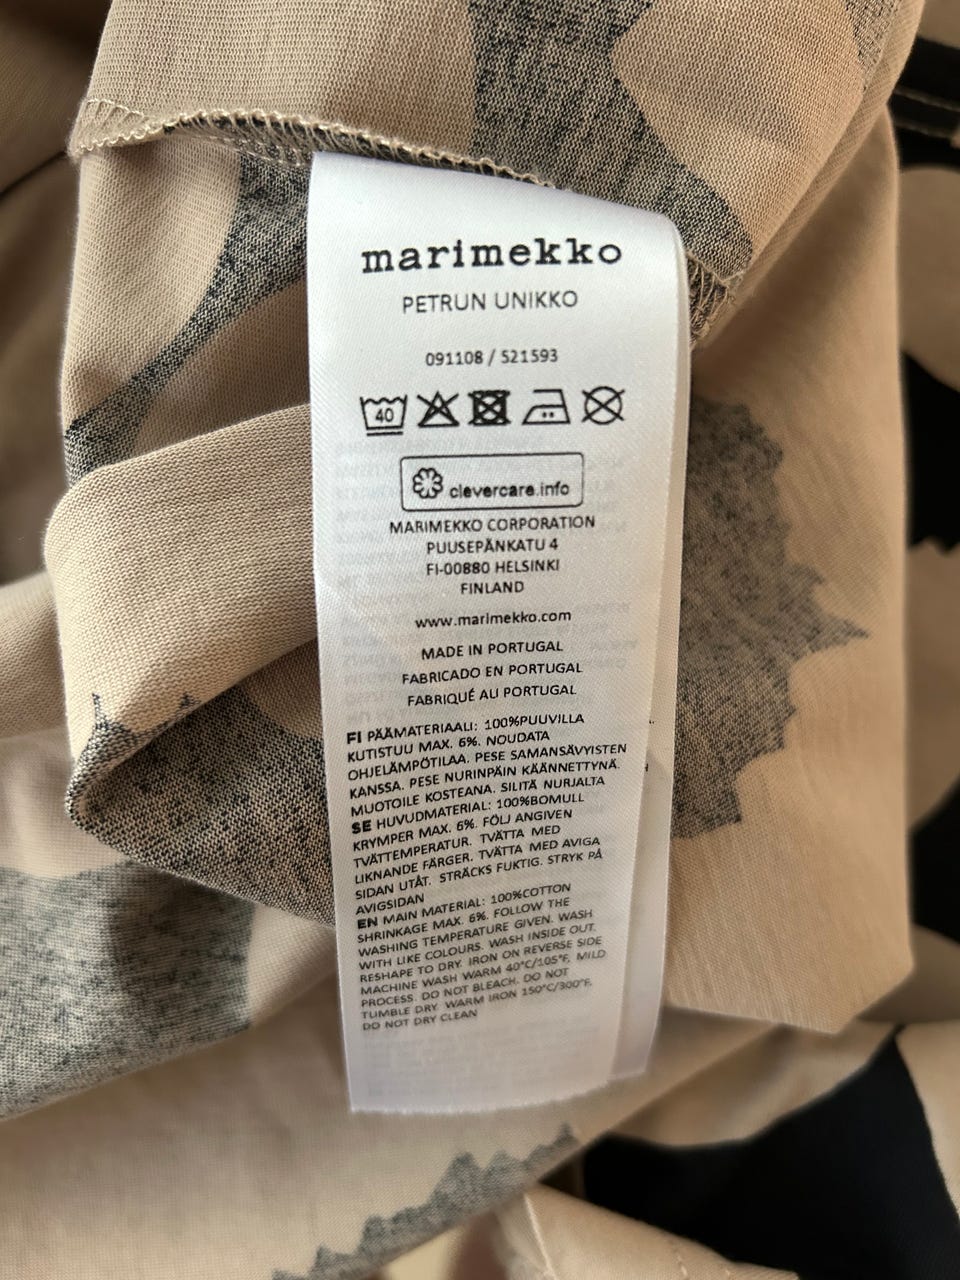 marimekko
PETRUN UNIKKO
091108 / 521593
40
clevercare.info
MARIMEKKO CORPORATION
PUUSEPÄNKATU 4
FI-00880 HELSINKI
FINLAND
www.marimekko.com
MADE IN PORTUGAL
FABRICADO EN PORTUGAL
FABRIQUÉ AU PORTUGAL
FI PÄÄMATERIAALI: 100%PUUVILLA
KUTISTUU MAX. 6%. NOUDATA
OHJELÄMPÖTILAA. PESE SAMANSÄVYISTEN
KANSSA. PESE NURINPÄIN KÄÄNNETTYNÄ.
MUOTOILE KOSTEANA. SILITÄ NURJALTA
SE HUVUDMATERIAL: 100%BOMULL
KRYMPER MAX. 6%. FÖLJ ANGIVEN
TVÄTTEMPERATUR. TVÄTTA MED
LIKNANDE FÄRGER. TVÄTTA MED AVIGA
SIDAN UTÅT. STRÄCKS FUKTIG. STRYK PÅ
AVIGSIDAN
EN MAIN MATERIAL: 100%COTTON
SHRINKAGE MAX. 6%. FOLLOW THE
WASHING TEMPERATURE GIVEN. WASH
WITH LIKE COLOURS. WASH INSIDE OUT.
RESHAPE TO DRY. IRON ON REVERSE SIDE
MACHINE WASH WARM 40°C/105°F, MILD
PROCESS. DO NOT BLEACH. DO NOT
TUMBLE DRY. WARM IRON 150°C/300°F.
DO NOT DRY CLEAN